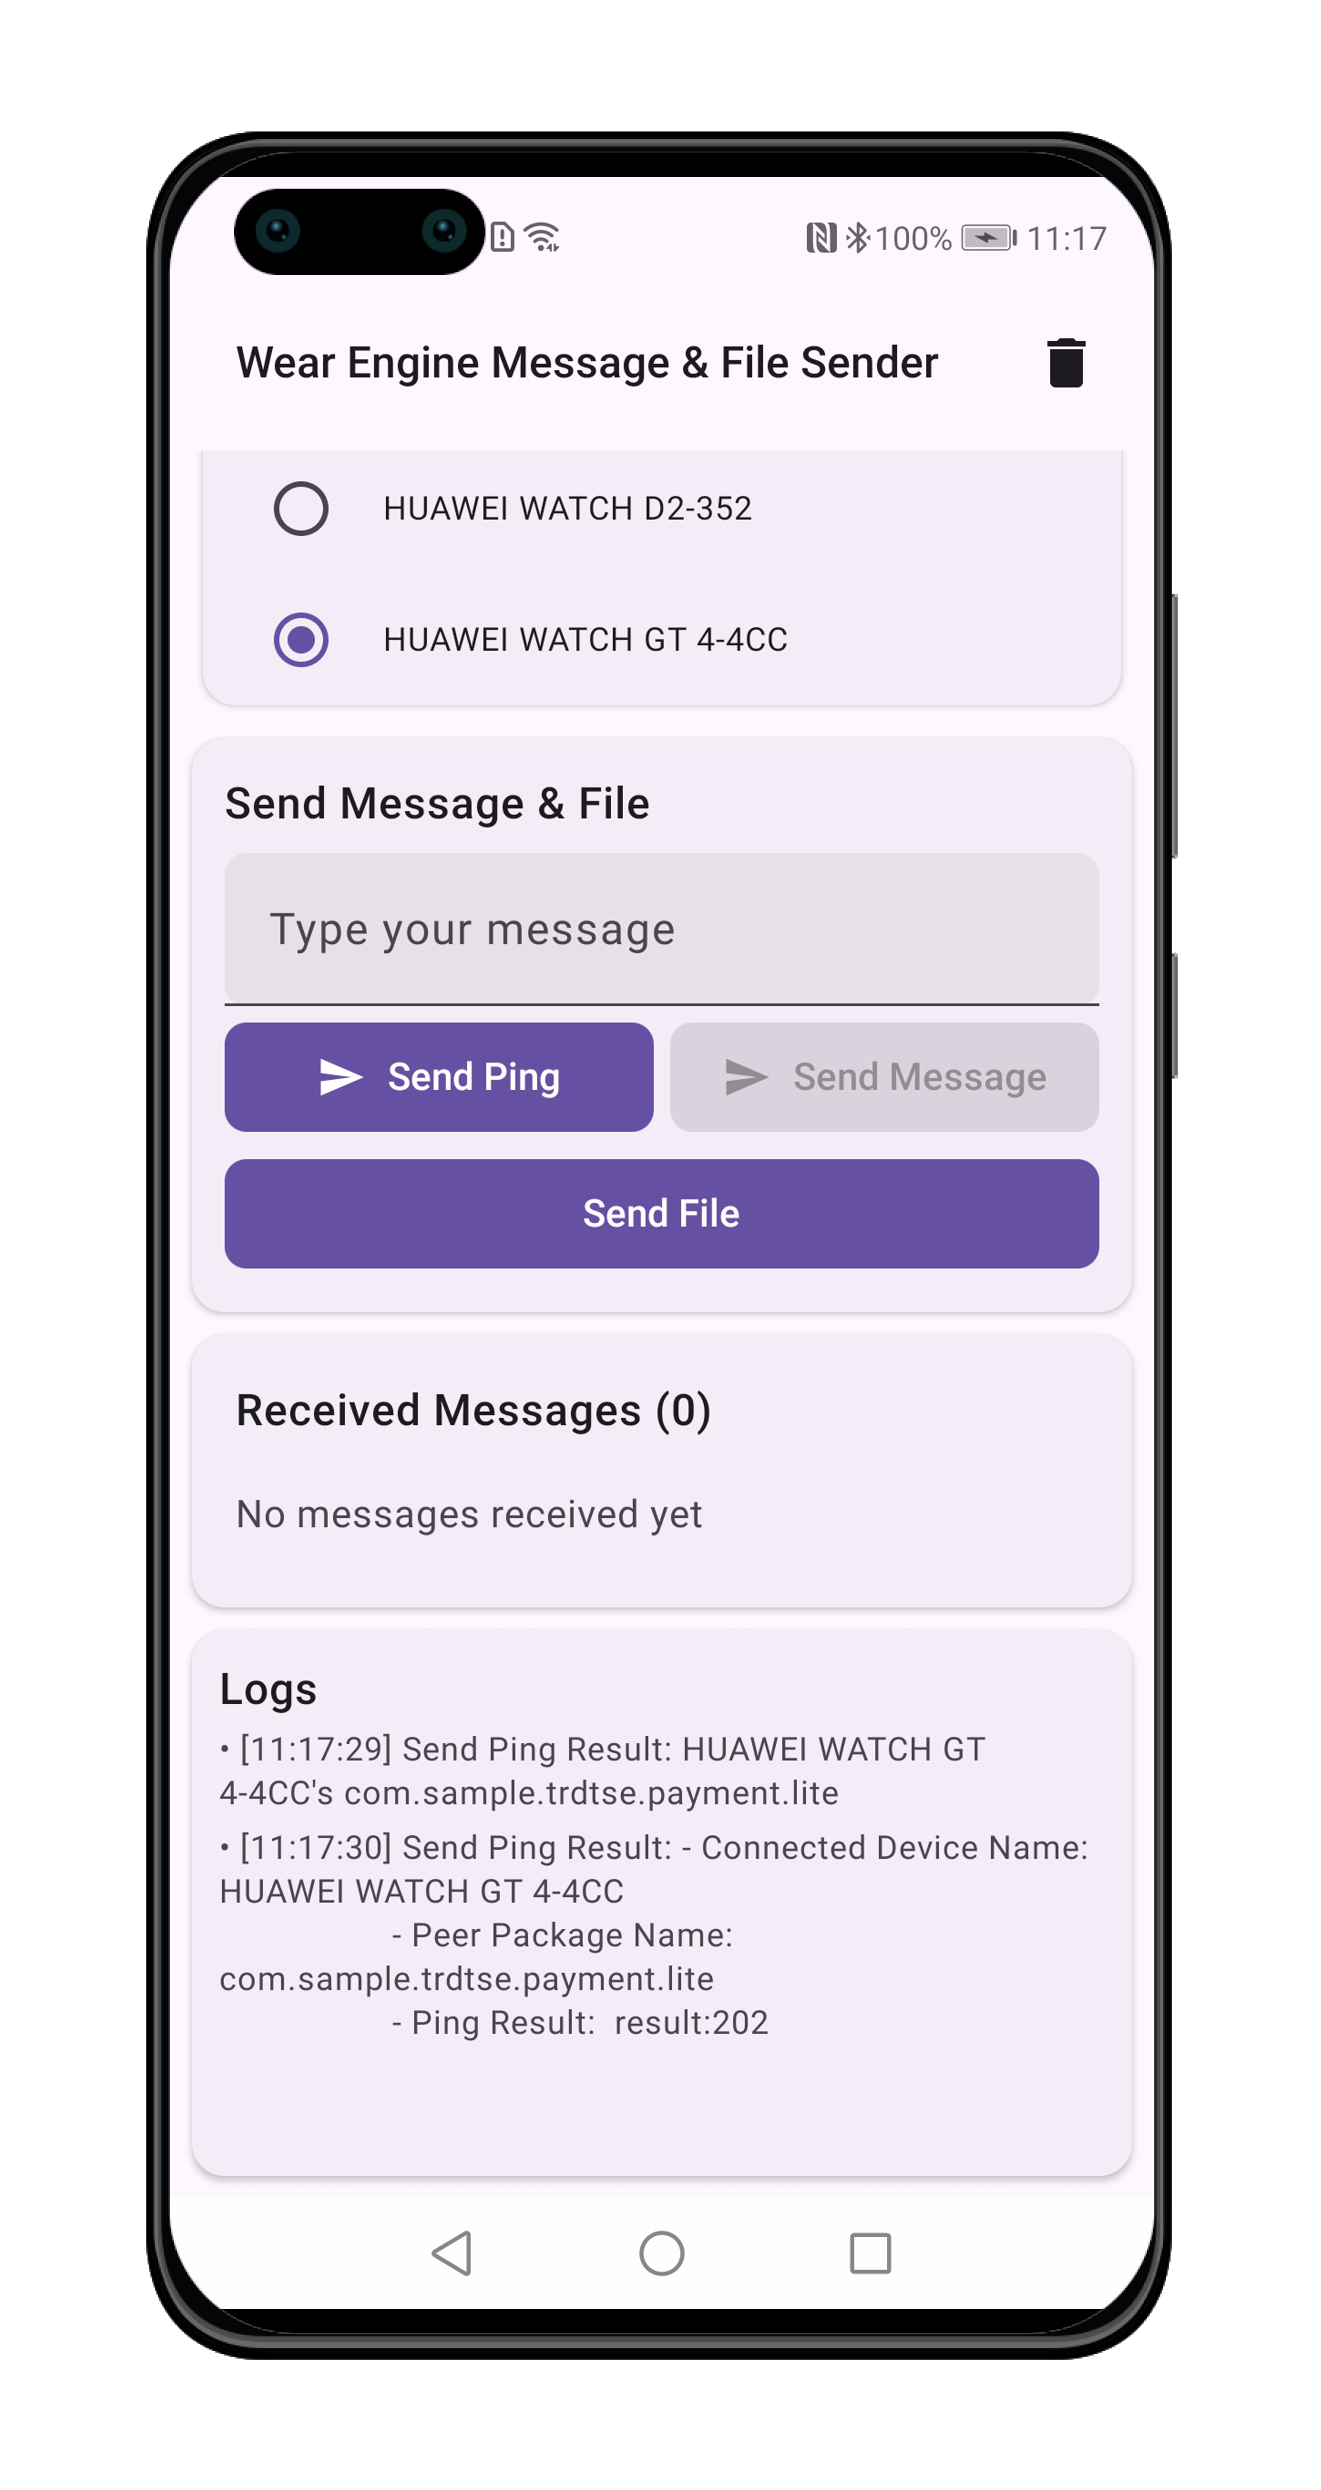 100% 11:17
Wear Engine Message & File Sender
HUAWEI WATCH D2-352
HUAWEI WATCH GT 4-4CC
Send Message & File
Type your message
Send Ping
Send Message
Send File
Received Messages (0)
No messages received yet
Logs
• [11:17:29] Send Ping Result: HUAWEI WATCH GT
4-4CC's com.sample.trdtse.payment.lite
• [11:17:30] Send Ping Result: - Connected Device Name:
HUAWEI WATCH GT 4-4CC
- Peer Package Name:
com.sample.trdtse.payment.lite
- Ping Result:  result:202